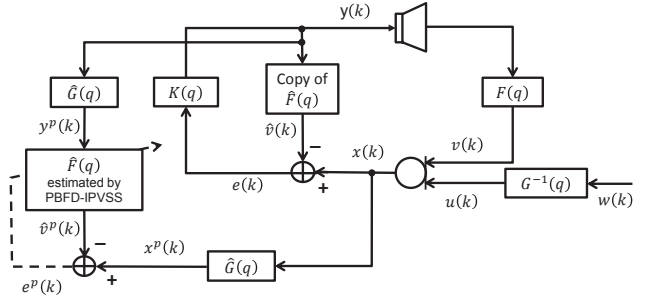 y(k)
Ĝ(q)
K(q)
Copy of
F̂(q)
F(q)
y^p(k)
v̂(k)
−
x(k)
v(k)
F̂(q)
estimated by
PBFD-IPVSS
e(k)
+
u(k)
G^{-1}(q)
w(k)
v̂^p(k)
−
x^p(k)
Ĝ(q)
+
e^p(k)